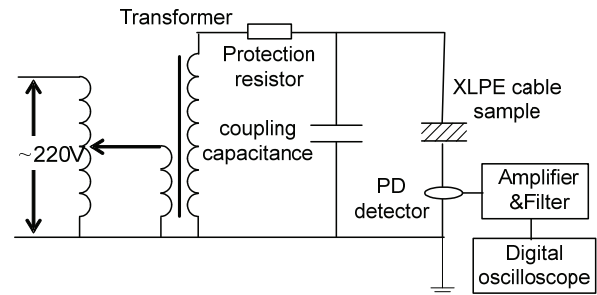 Transformer
Protection
resistor
XLPE cable
sample
coupling
capacitance
~220V
PD
detector
Amplifier
&Filter
Digital
oscilloscope